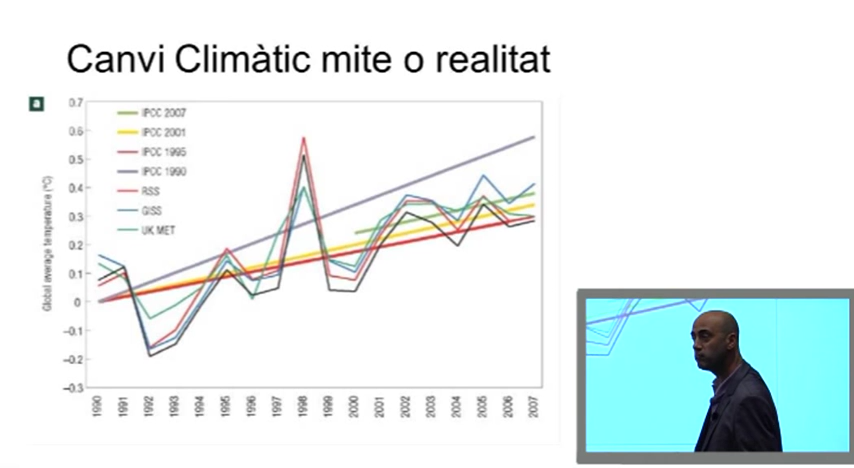 Canvi Climàtic mite o realitat
a
Global average temperature (°C)
0.7
0.6
0.5
0.4
0.3
0.2
0.1
0
–0.1
–0.2
–0.3
IPCC 2007
IPCC 2001
IPCC 1995
IPCC 1990
RSS
GISS
UK MET
1990 1991 1992 1993 1994 1995 1996 1997 1998 1999 2000 2001 2002 2003 2004 2005 2006 2007